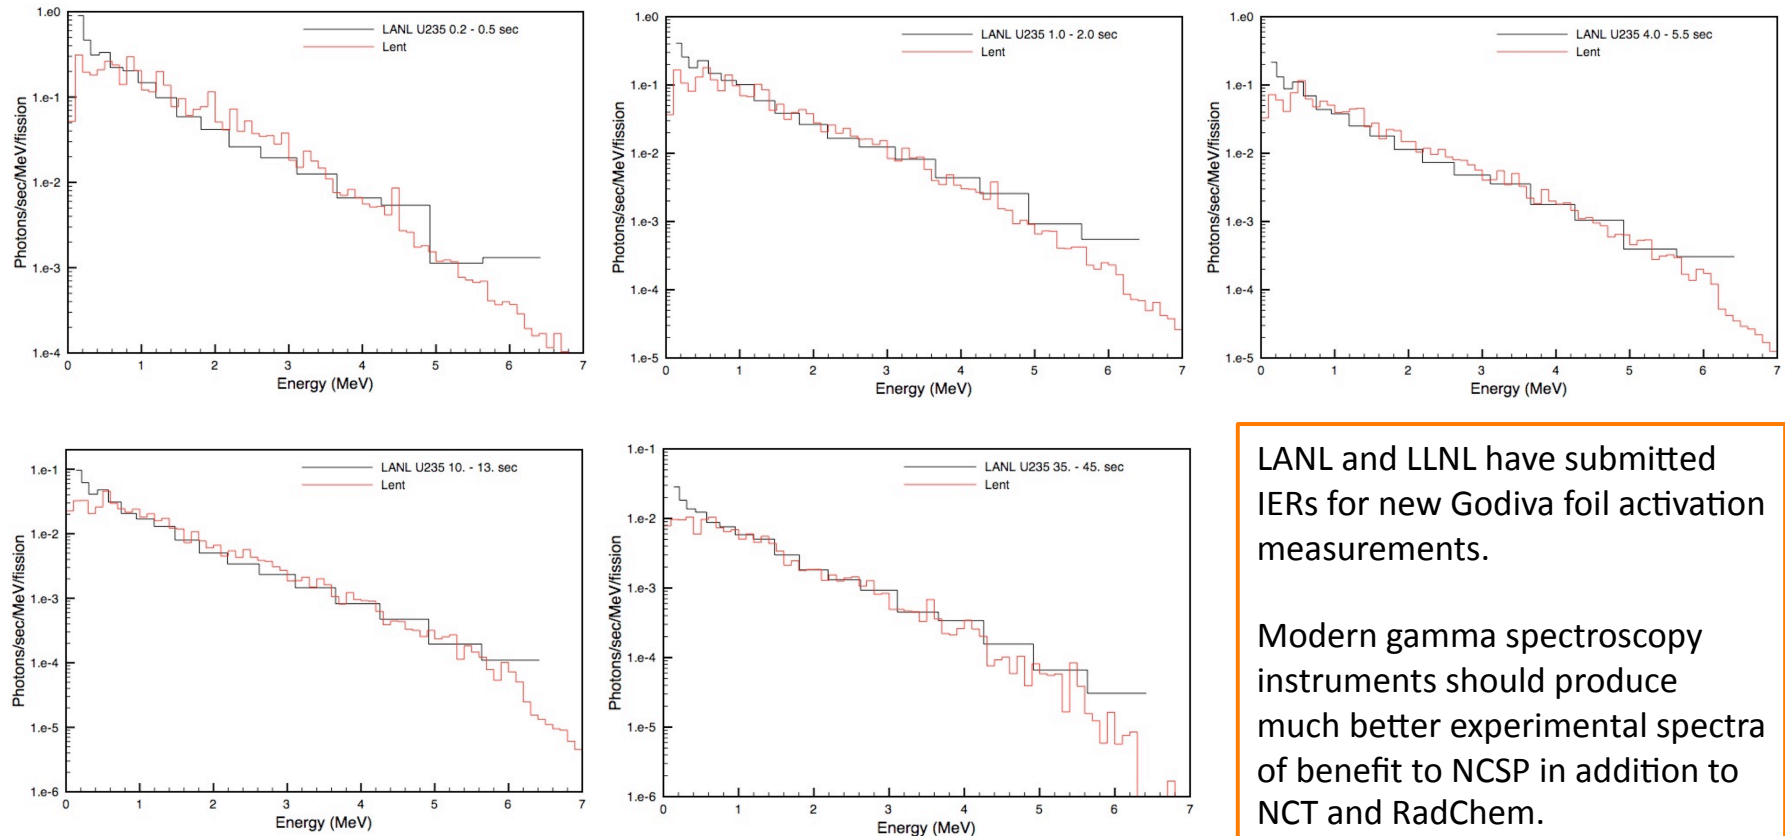 1.e0
1.e-1
1.e-2
1.e-3
1.e-4
Photons/sec/MeV/fission
LANL U235 0.2 - 0.5 sec
Lent
0 1 2 3 4 5 6 7
Energy (MeV)
1.e0
1.e-1
1.e-2
1.e-3
1.e-4
1.e-5
Photons/sec/MeV/fission
LANL U235 1.0 - 2.0 sec
Lent
0 1 2 3 4 5 6 7
Energy (MeV)
1.e0
1.e-1
1.e-2
1.e-3
1.e-4
1.e-5
Photons/sec/MeV/fission
LANL U235 4.0 - 5.5 sec
Lent
0 1 2 3 4 5 6 7
Energy (MeV)
1.e-1
1.e-2
1.e-3
1.e-4
1.e-5
1.e-6
Photons/sec/MeV/fission
LANL U235 10. - 13. sec
Lent
0 1 2 3 4 5 6 7
Energy (MeV)
1.e-1
1.e-2
1.e-3
1.e-4
1.e-5
1.e-6
Photons/sec/MeV/fission
LANL U235 35. - 45. sec
Lent
0 1 2 3 4 5 6 7
Energy (MeV)
LANL and LLNL have submitted
IERs for new Godiva foil activation
measurements.
Modern gamma spectroscopy
instruments should produce
much better experimental spectra
of benefit to NCSP in addition to
NCT and RadChem.